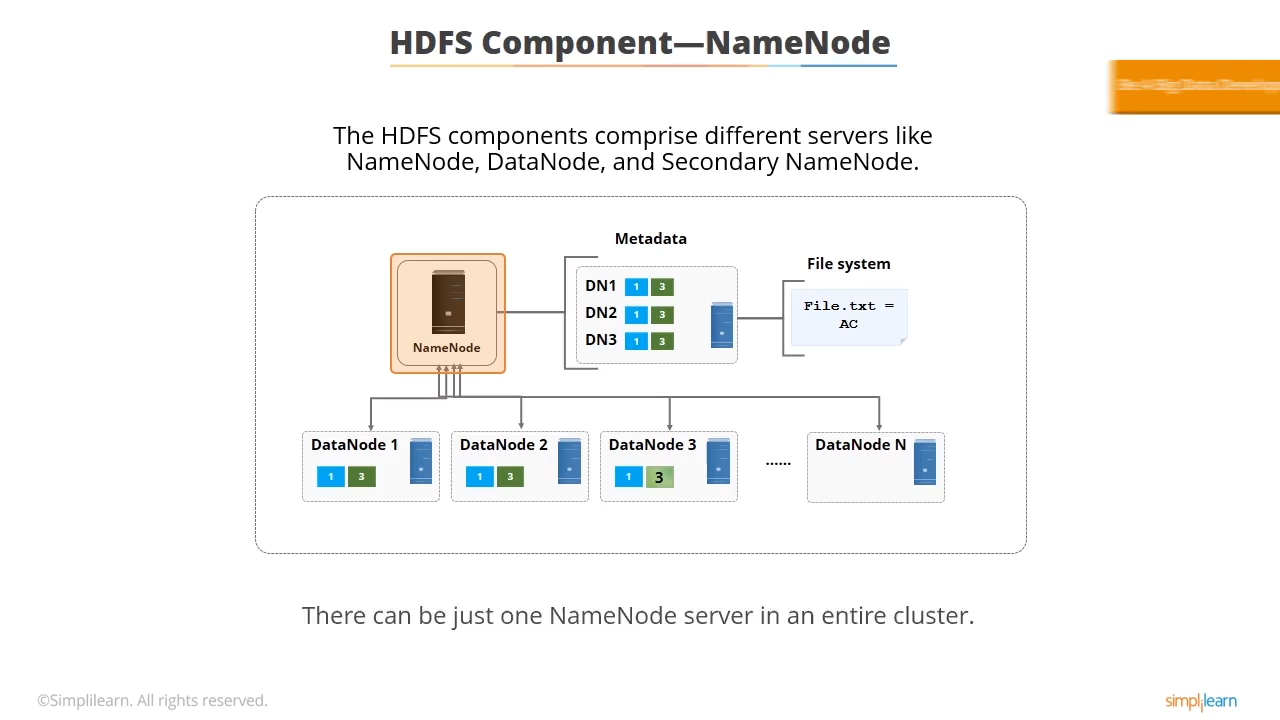 HDFS Component—NameNode
The HDFS components comprise different servers like
NameNode, DataNode, and Secondary NameNode.
Metadata
File system
DN1 1 3
DN2 1 3
DN3 1 3
File.txt =
AC
NameNode
DataNode 1
1 3
DataNode 2
1 3
DataNode 3
1 3
......
DataNode N
There can be just one NameNode server in an entire cluster.
©Simplilearn. All rights reserved.
simplilearn